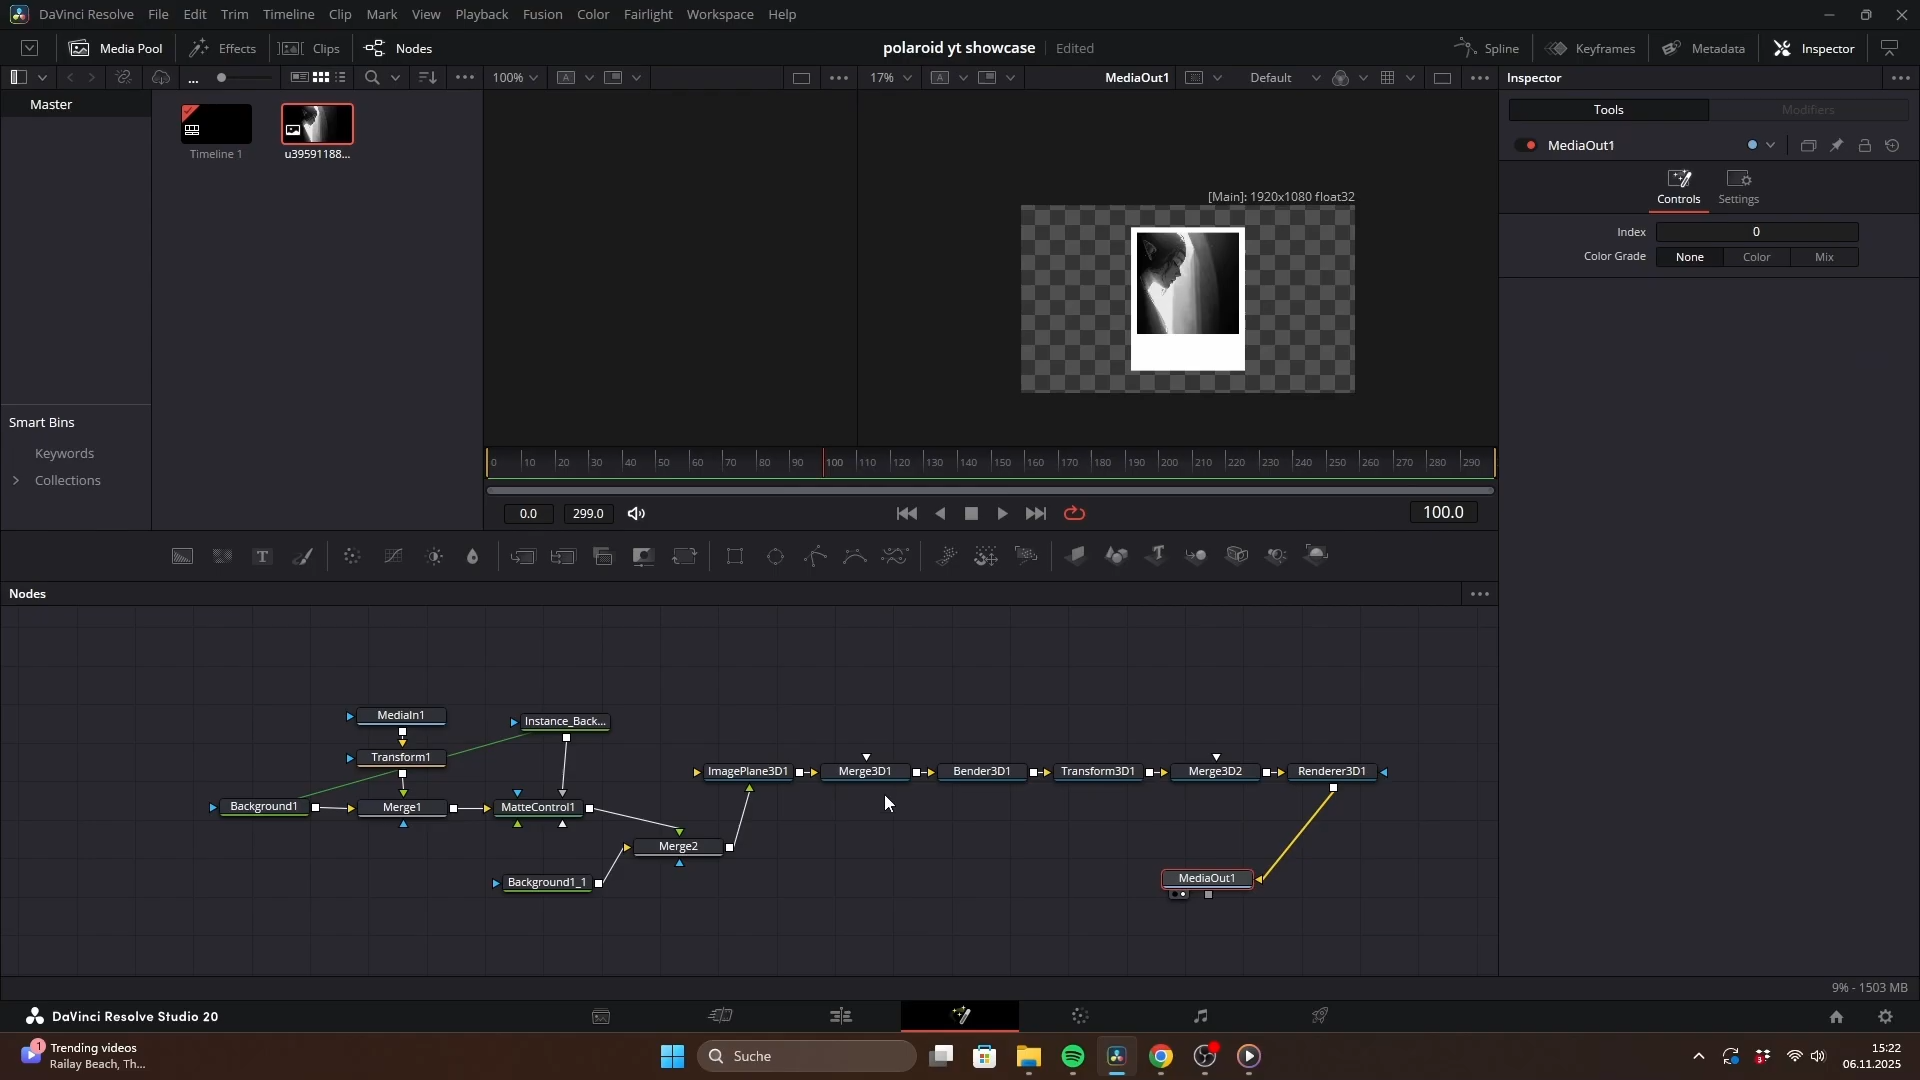 DaVinci Resolve File Edit Trim Timeline Clip Mark View Playback Fusion Color Fairlight Workspace Help
Media Pool Effects Clips Nodes polaroid yt showcase Edited Spline Keyframes Metadata Inspector
... 100% A 17% A MediaOut1 Default Inspector
Master
Timeline 1
u39591188...
Tools Modifiers
MediaOut1
Controls Settings
Index 0
Color Grade None Color Mix
[Main]: 1920x1080 float32
Smart Bins
Keywords
Collections
0 10 20 30 40 50 60 70 80 90 100 110 120 130 140 150 160 170 180 190 200 210 220 230 240 250 260 270 280 290
0.0 299.0 100.0
T T
Nodes
MediaIn1 Instance_Back...
Transform1
Background1 Merge1 MatteControl1
ImagePlane3D1 Merge3D1 Bender3D1 Transform3D1 Merge3D2 Renderer3D1
Merge2
Background1_1
MediaOut1
9% - 1503 MB
DaVinci Resolve Studio 20
1
Trending videos
Railay Beach, Th...
Suche
3
15:22
06.11.2025